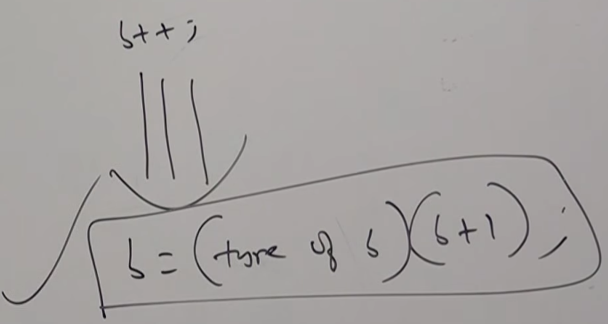 b++;
b = (type of b)(b+1);